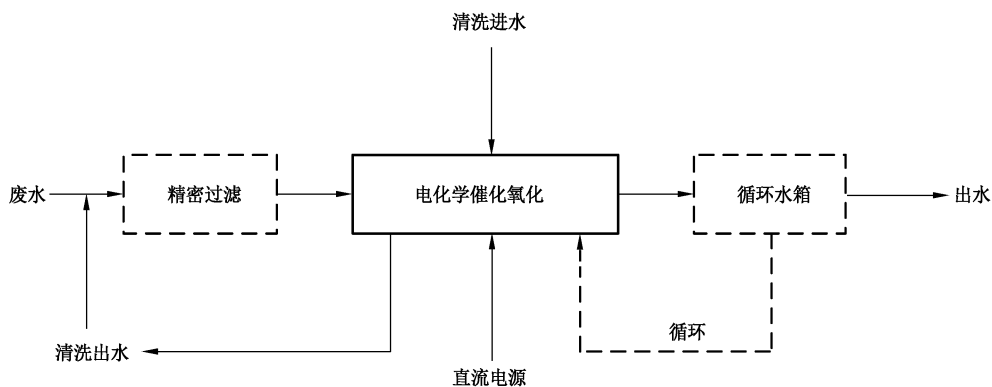 清洗进水
废水
精密过滤
电化学催化氧化
循环水箱
出水
循环
清洗出水
直流电源